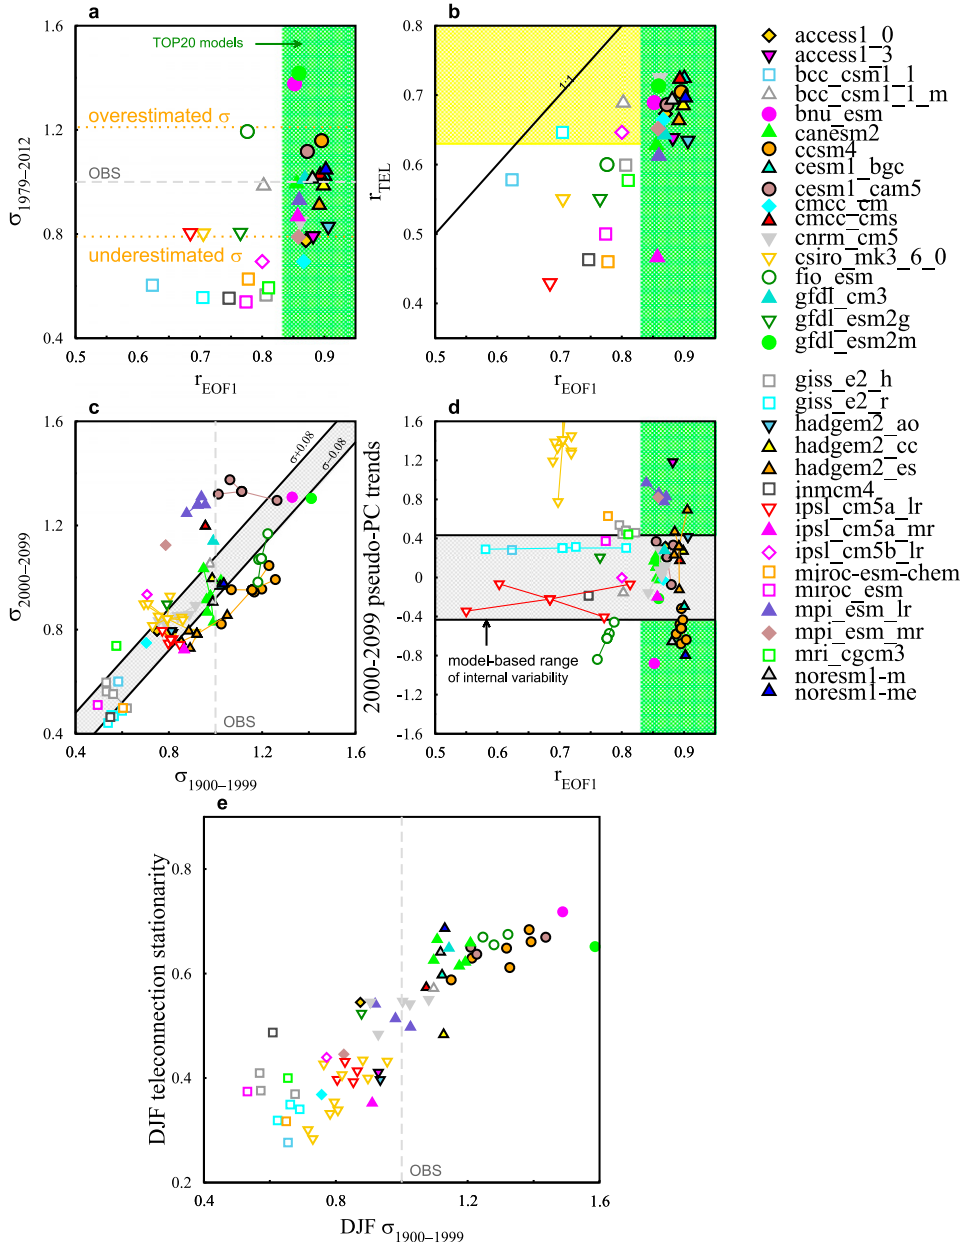 a
1.6
1.2
0.8
0.4
0.5
0.6
0.7
0.8
0.9
σ1979–2012
rEOF1
TOP20 models
overestimated σ
OBS
underestimated σ
b
0.8
0.7
0.6
0.5
0.4
0.5
0.6
0.7
0.8
0.9
rTEL
rEOF1
1:1
c
1.6
1.2
0.8
0.4
0.4
0.8
1.2
1.6
σ2000–2099
σ1900–1999
σ+0.08
σ–0.08
OBS
d
1.6
1.2
0.8
0.4
0
-0.4
-0.8
-1.2
-1.6
0.5
0.6
0.7
0.8
0.9
2000-2099 pseudo-PC trends
rEOF1
model-based range
of internal variability
e
0.8
0.6
0.4
0.2
0.4
0.8
1.2
1.6
DJF teleconnection stationarity
DJF σ1900–1999
OBS
access1_0
access1_3
bcc_csm1_1
bcc_csm1_1_m
bnu_esm
canesm2
ccsm4
cesm1_bgc
cesm1_cam5
cmcc_cm
cmcc_cms
cnrm_cm5
csiro_mk3_6_0
fio_esm
gfdl_cm3
gfdl_esm2g
gfdl_esm2m
giss_e2_h
giss_e2_r
hadgem2_ao
hadgem2_cc
hadgem2_es
inmcm4
ipsl_cm5a_lr
ipsl_cm5a_mr
ipsl_cm5b_lr
miroc-esm-chem
miroc_esm
mpi_esm_lr
mpi_esm_mr
mri_cgcm3
noresm1-m
noresm1-me